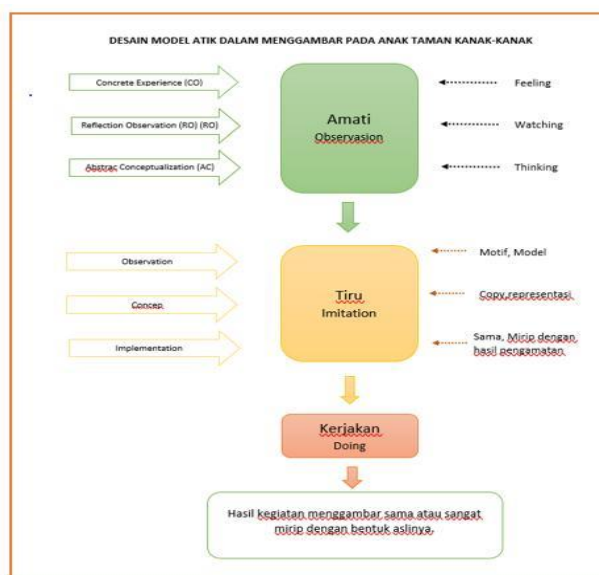 DESAIN MODEL ATIK DALAM MENGGAMBAR PADA ANAK TAMAN KANAK-KANAK
Concrete Experience (CO)
Reflection Observation (RO) (RO)
Abstrac Conceptualization (AC)
Amati
Observasion
Feeling
Watching
Thinking
Observation
Concep
Implementation
Tiru
Imitation
Motif, Model
Copy,representasi
Sama, Mirip dengan
hasil pengamatan
Kerjakan
Doing
Hasil kegiatan menggambar sama atau sangat
mirip dengan bentuk aslinya.